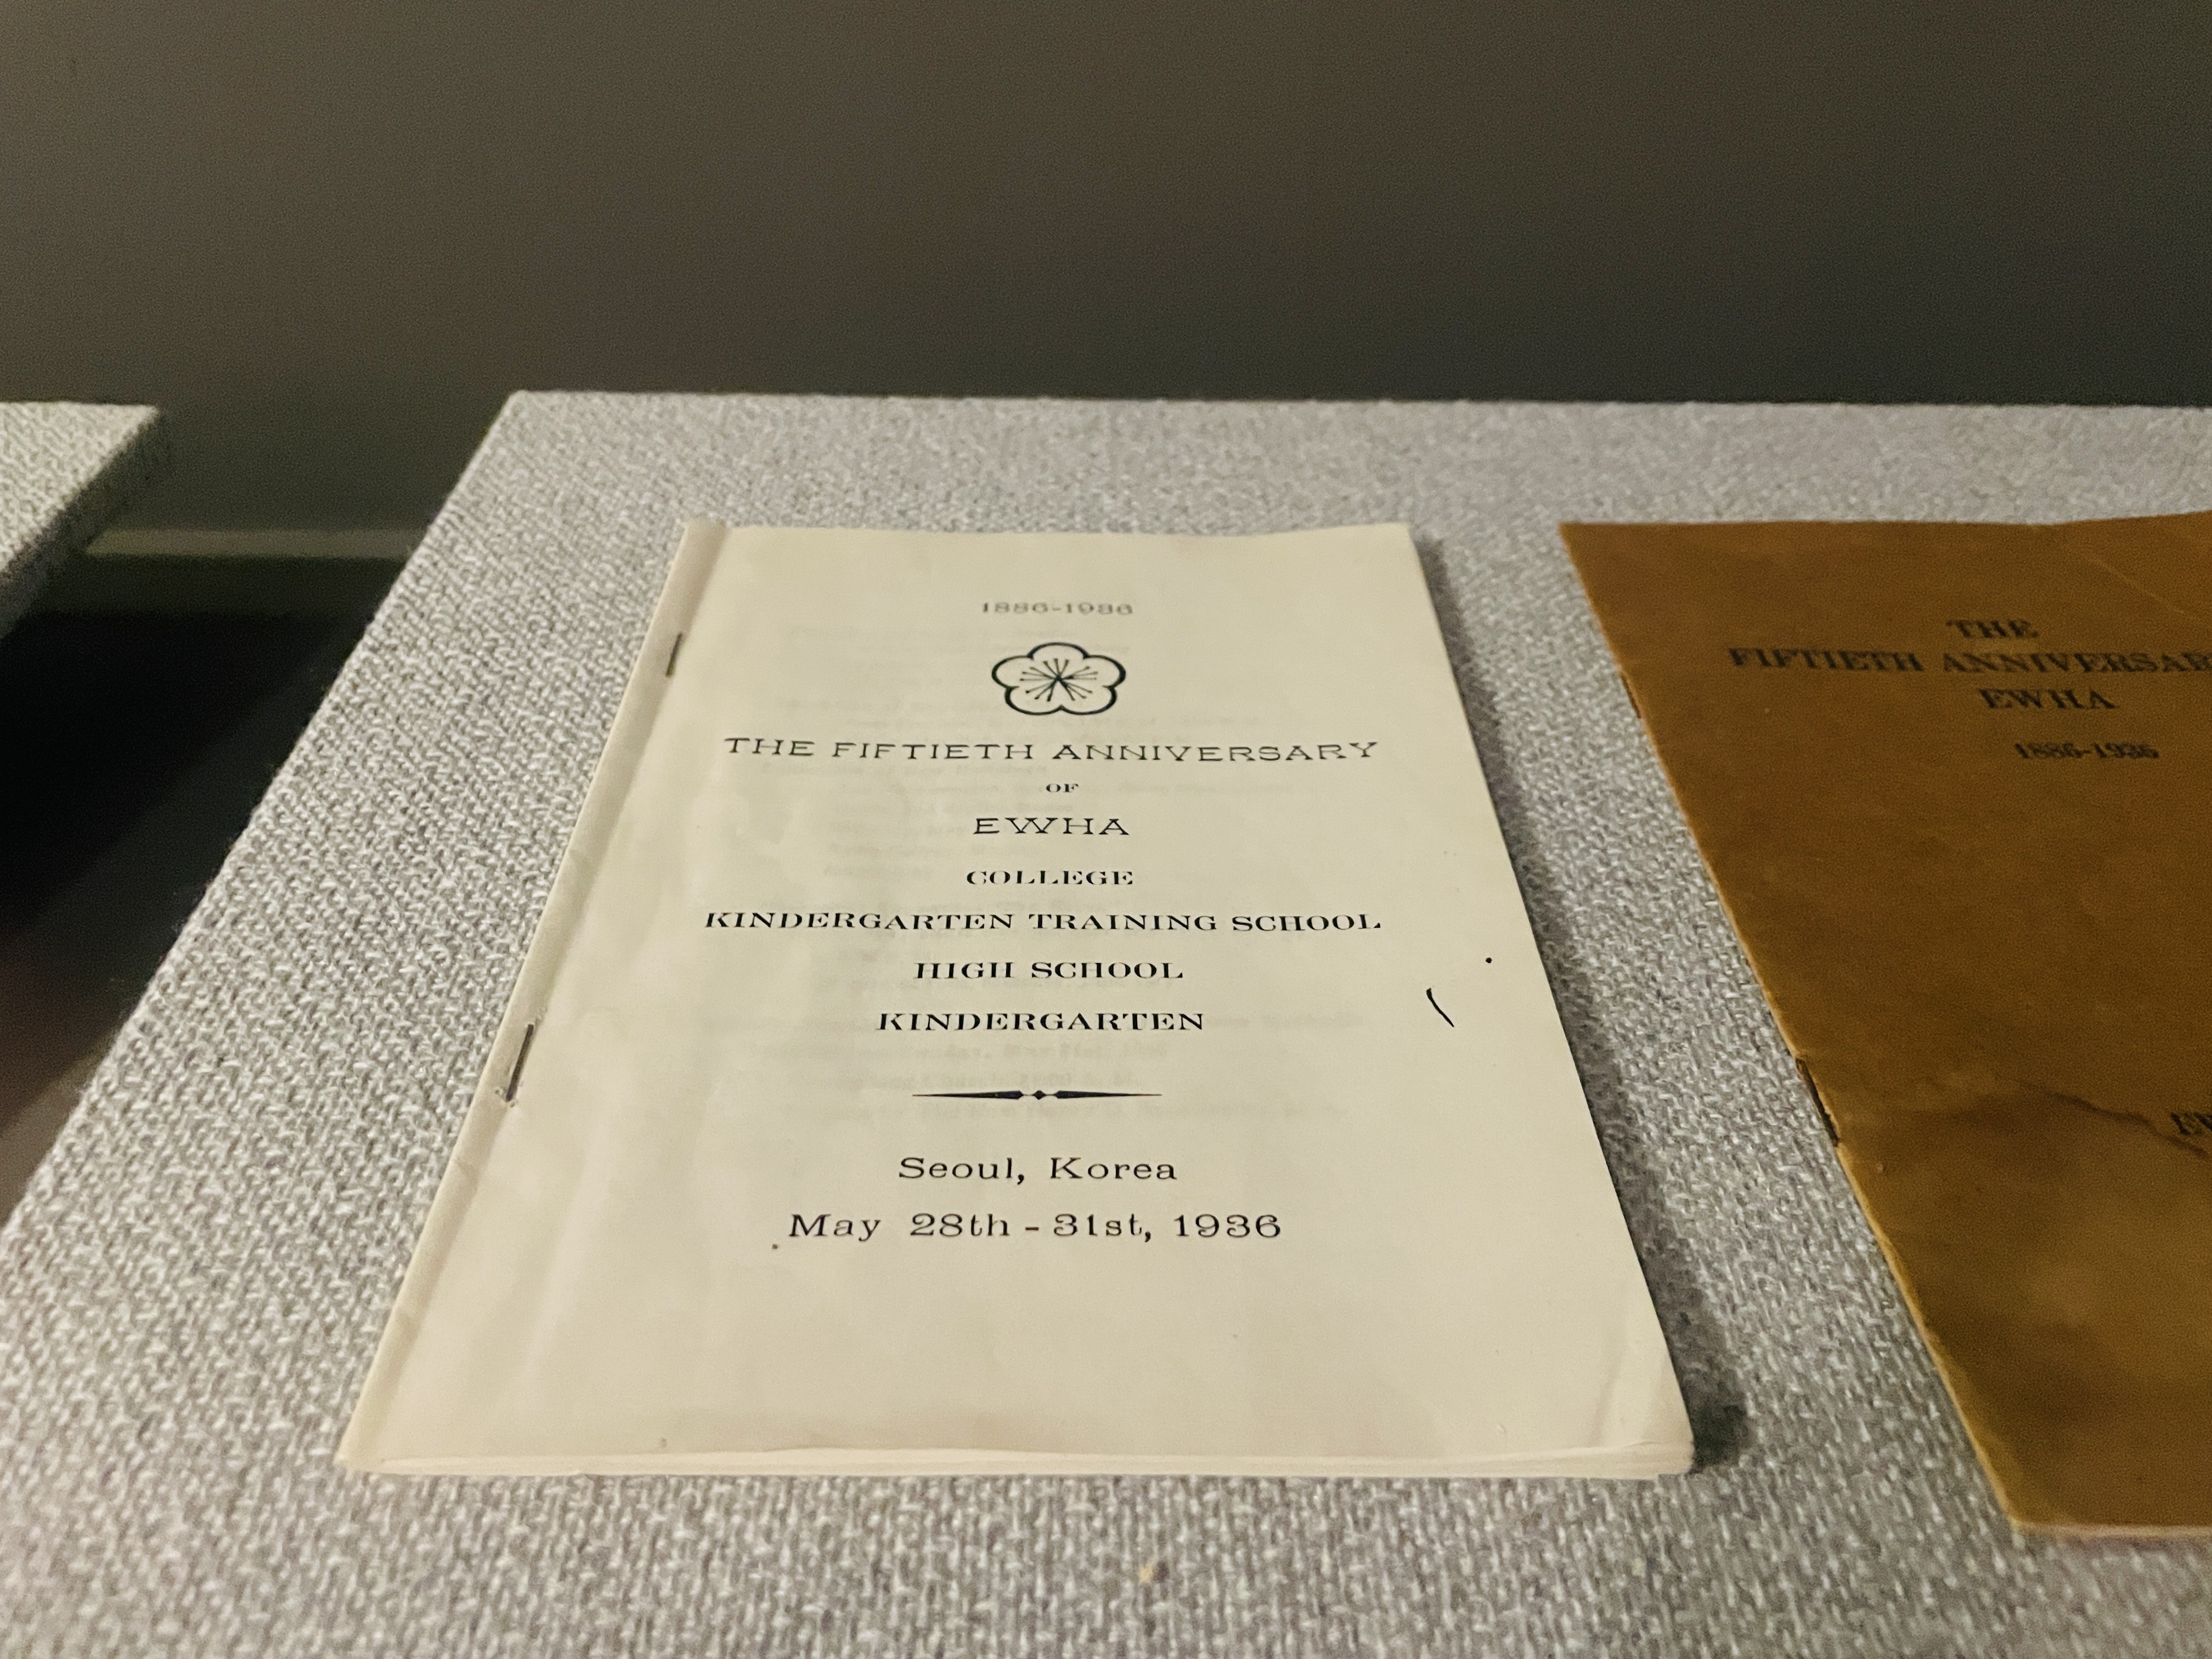 1886-1936
THE FIFTIETH ANNIVERSARY
OF
EWHA
COLLEGE
KINDERGARTEN TRAINING SCHOOL
HIGH SCHOOL
KINDERGARTEN
Seoul, Korea
May 28th - 31st, 1936
THE
FIFTIETH ANNIVERSAR
EWHA
1886-1936